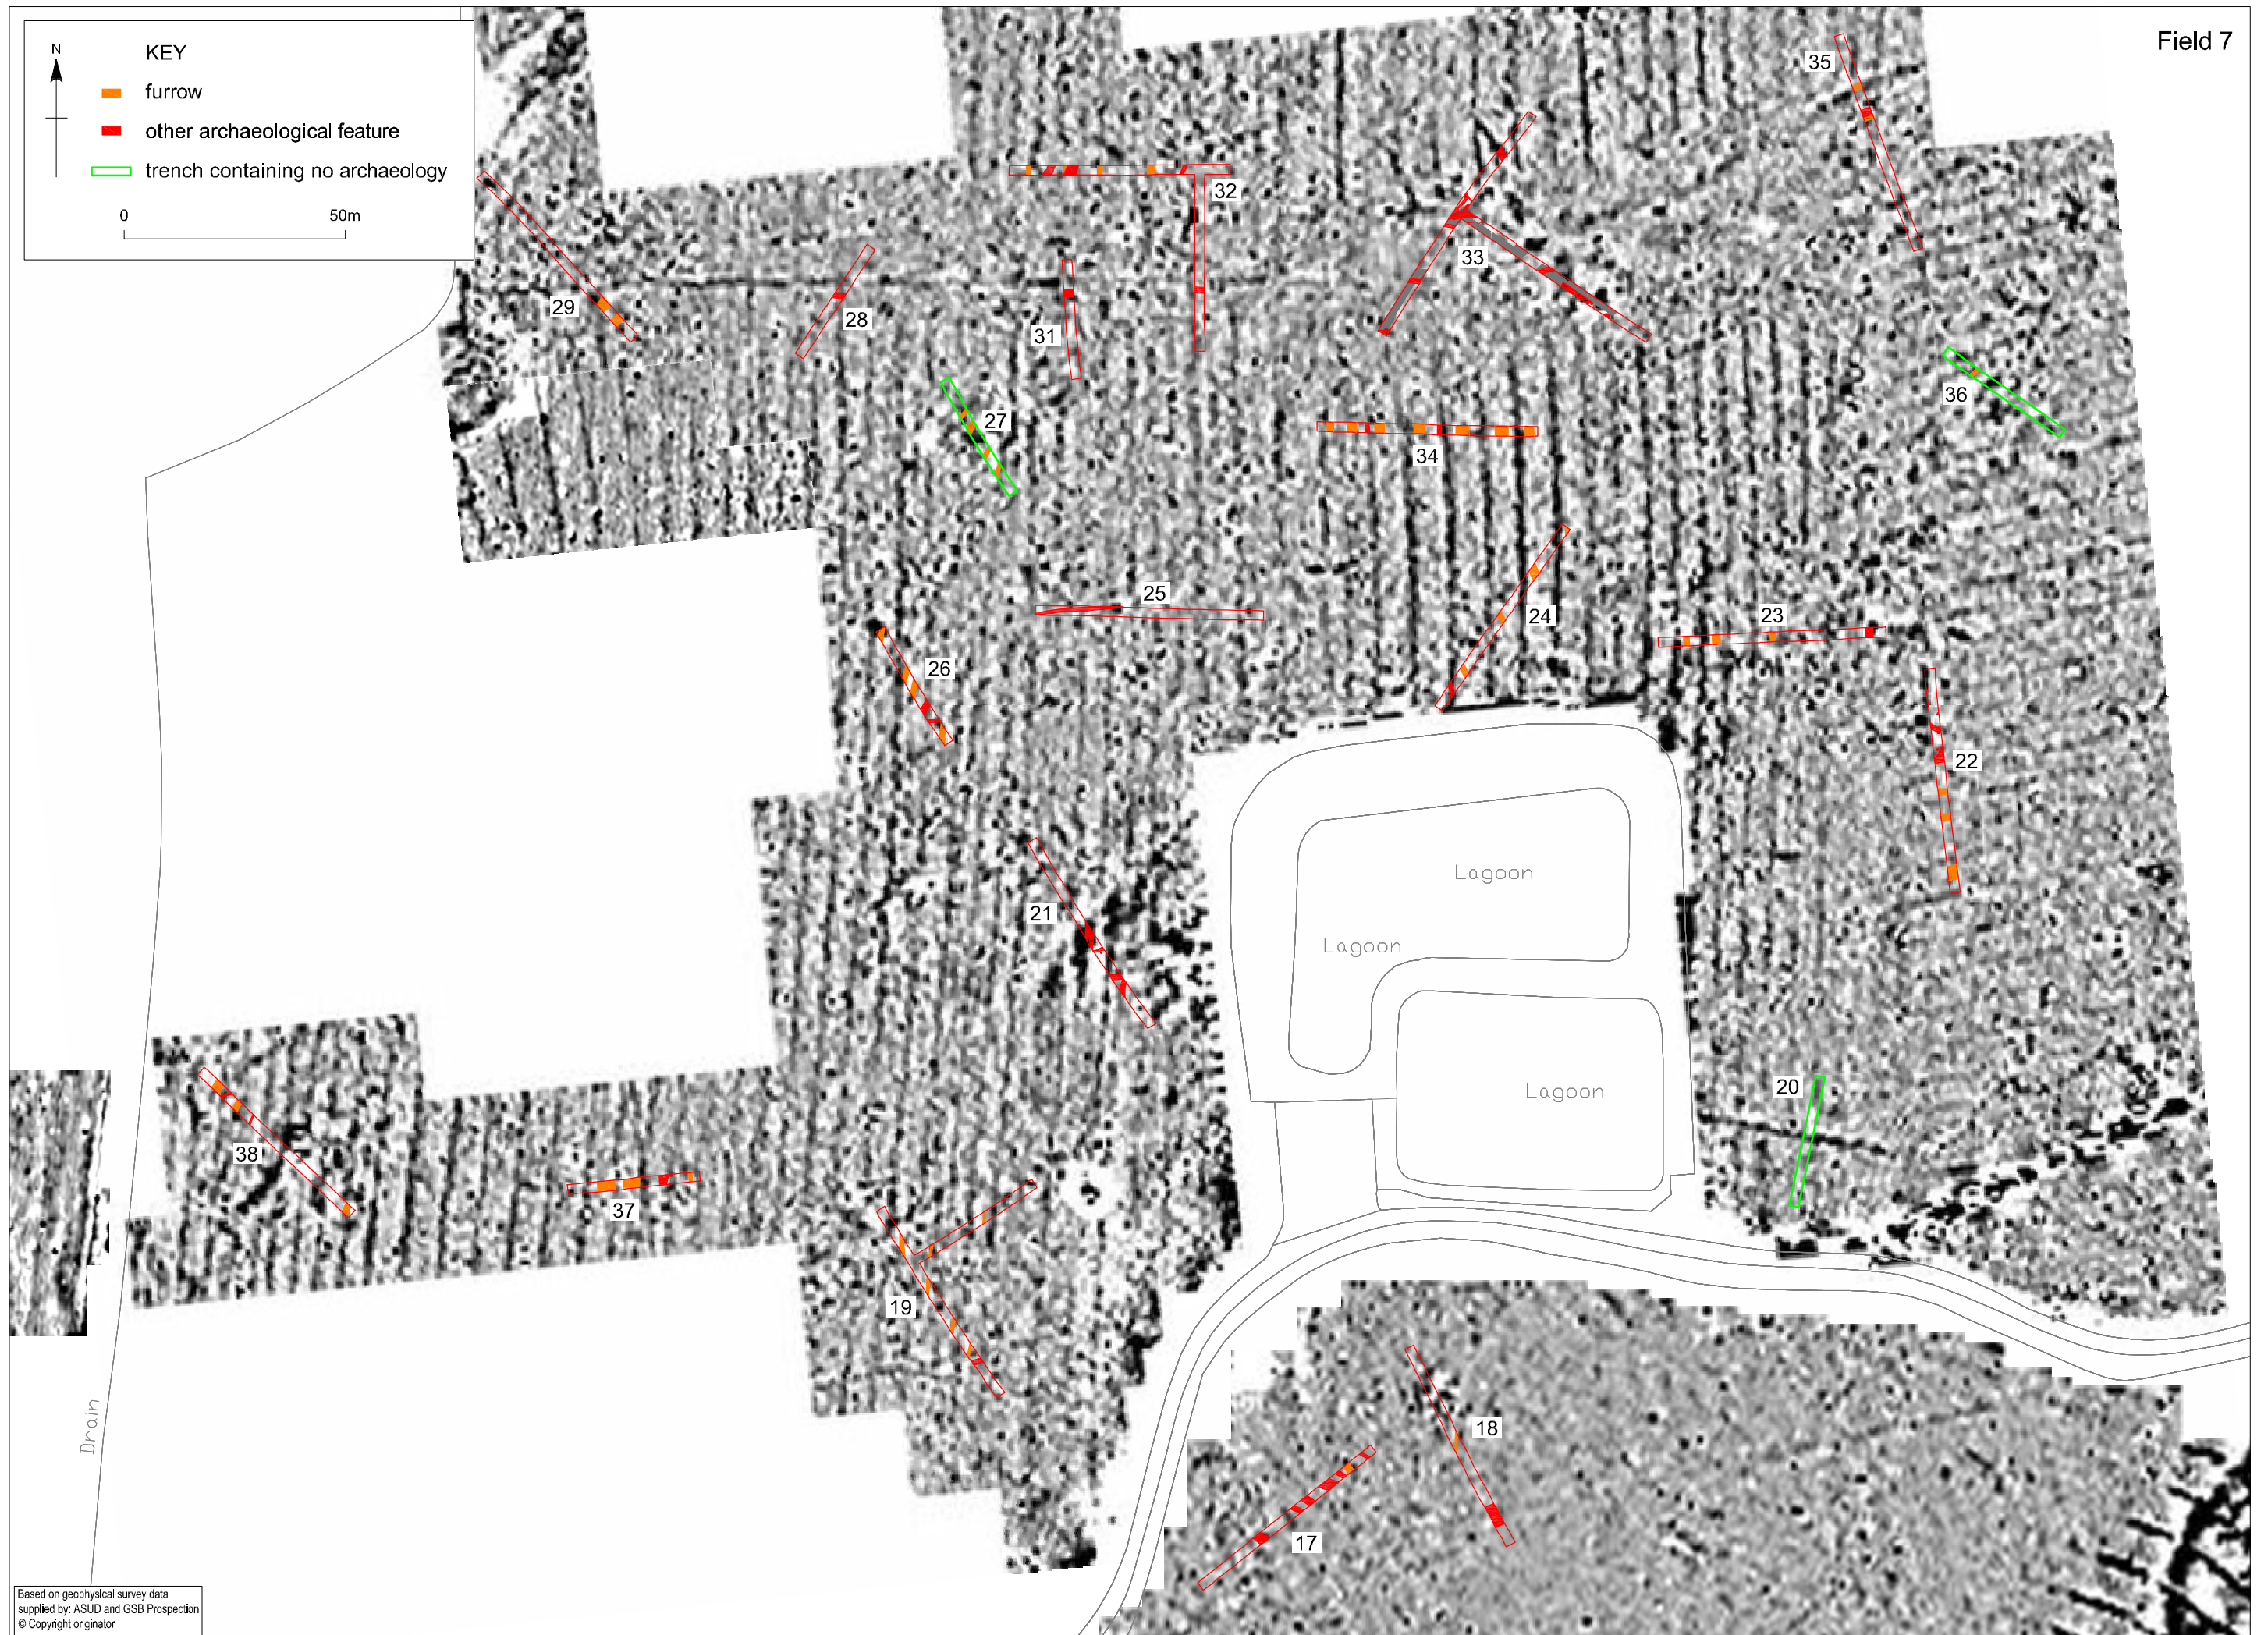 Field 7
N
KEY
furrow
other archaeological feature
trench containing no archaeology
0 50m
35
32
33
29
28
31
36
27
34
25
24
23
26
22
Lagoon
21
Lagoon
20
Lagoon
38
37
19
Drain
18
17
Based on geophysical survey data
supplied by: ASUD and GSB Prospection
© Copyright originator